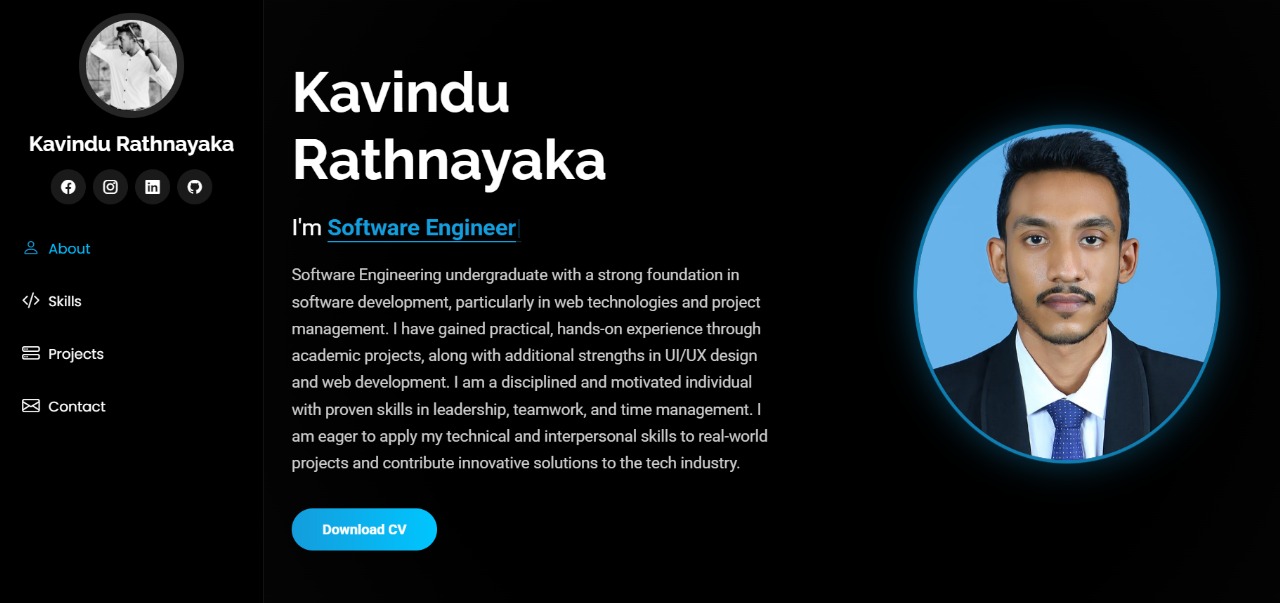 Kavindu Rathnayaka
About
Skills
Projects
Contact
Kavindu
Rathnayaka
I'm Software Engineer
Software Engineering undergraduate with a strong foundation in
software development, particularly in web technologies and project
management. I have gained practical, hands-on experience through
academic projects, along with additional strengths in UI/UX design
and web development. I am a disciplined and motivated individual
with proven skills in leadership, teamwork, and time management. I
am eager to apply my technical and interpersonal skills to real-world
projects and contribute innovative solutions to the tech industry.
Download CV